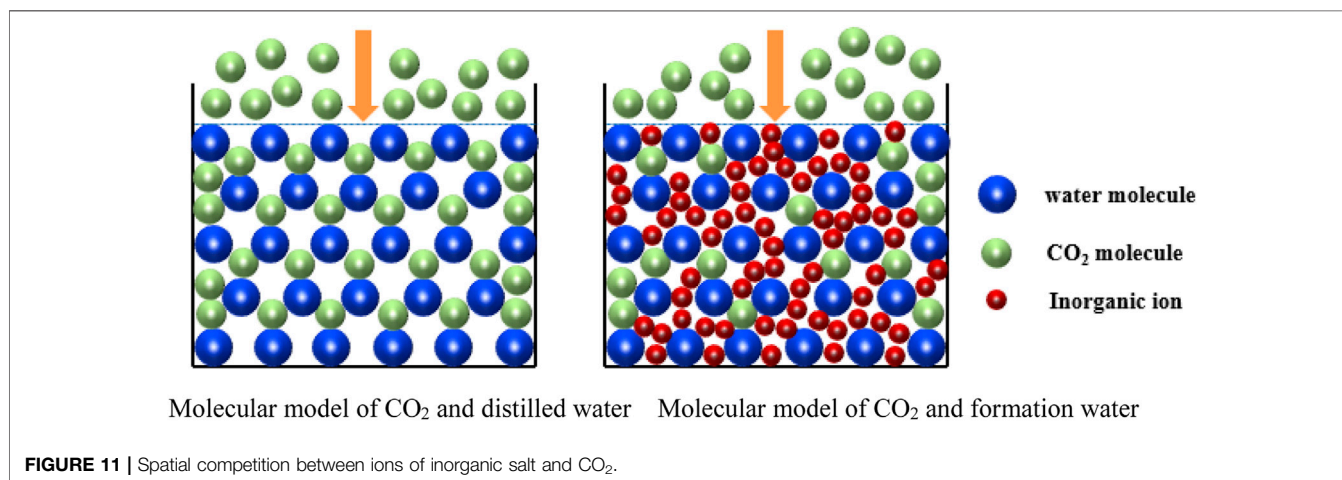 water molecule
CO₂ molecule
Inorganic ion
Molecular model of CO₂ and distilled water
Molecular model of CO₂ and formation water
FIGURE 11 | Spatial competition between ions of inorganic salt and CO₂.